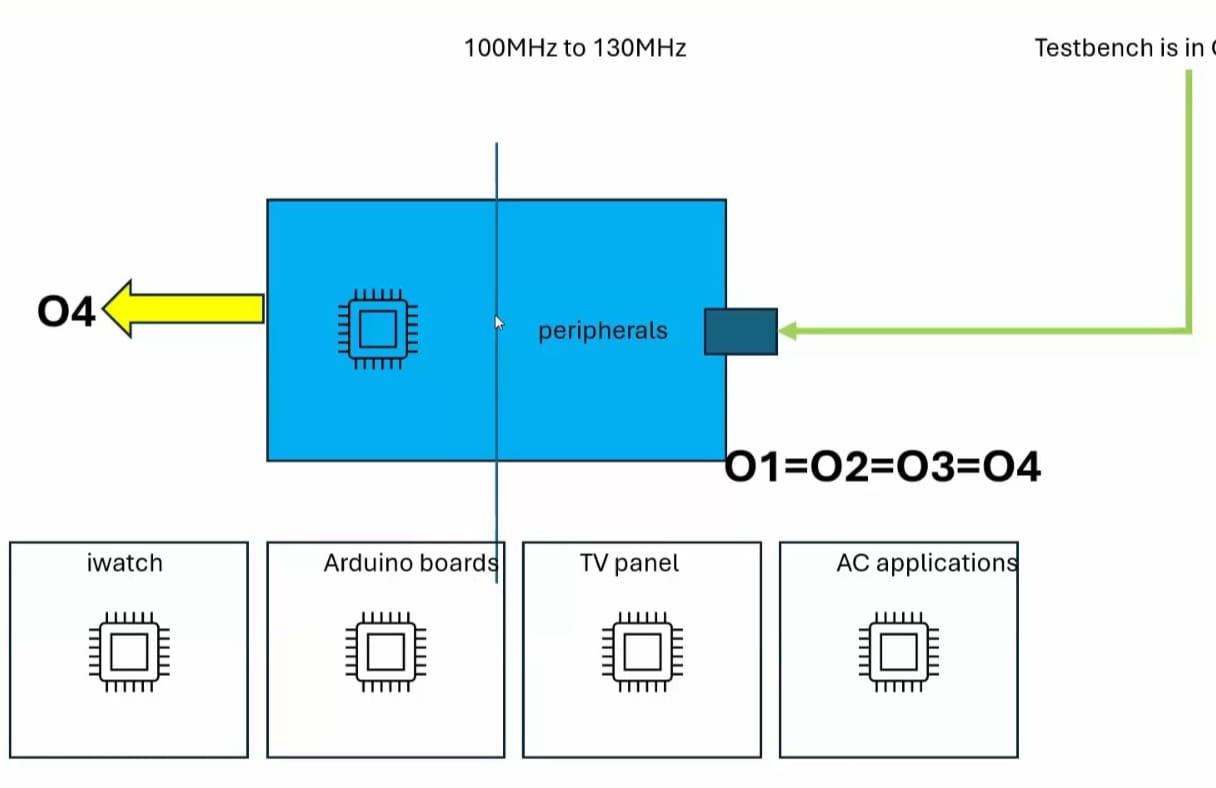 100MHz to 130MHz
Testbench is in
O4
peripherals
O1=O2=O3=O4
iwatch
Arduino boards
TV panel
AC applications